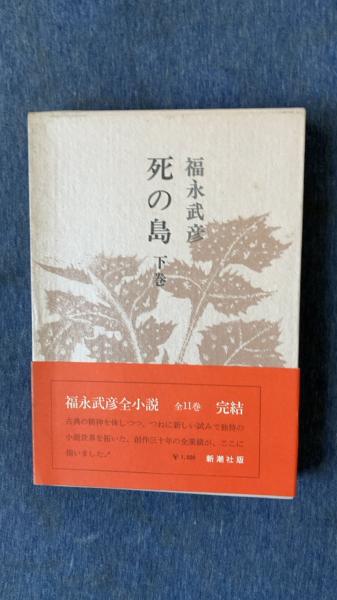 福永武彦
死の島 下巻
福永武彦全小説 全11巻 完結
古典の精神を体しつつ、つねに新しい試みで独特の
小説世界を拓いた、創作三十年の全業績が、ここに
揃いました！
新潮社版